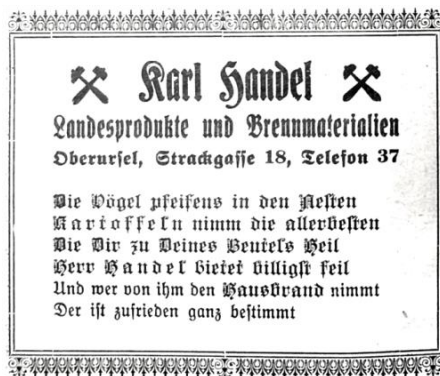 Karl Handel
Landesprodukte und Brennmaterialien
Oberursel, Strackgasse 18, Telefon 37
Die Vögel pfeifens in den Nesten
Kartoffeln nimm die allerbesten
Die Dir zu Deines Beutels Heil
Herr Handel bietet billigst feil
Und wer von ihm den Hausbrand nimmt
Der ist zufrieden ganz bestimmt